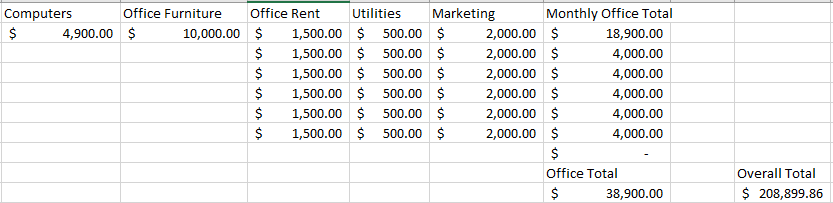 Computers Office Furniture Office Rent Utilities Marketing Monthly Office Total
$ 4,900.00 $ 10,000.00 $ 1,500.00 $ 500.00 $ 2,000.00 $ 18,900.00
$ 1,500.00 $ 500.00 $ 2,000.00 $ 4,000.00
$ 1,500.00 $ 500.00 $ 2,000.00 $ 4,000.00
$ 1,500.00 $ 500.00 $ 2,000.00 $ 4,000.00
$ 1,500.00 $ 500.00 $ 2,000.00 $ 4,000.00
$ 1,500.00 $ 500.00 $ 2,000.00 $ 4,000.00
$ -
Office Total Overall Total
$ 38,900.00 $ 208,899.86